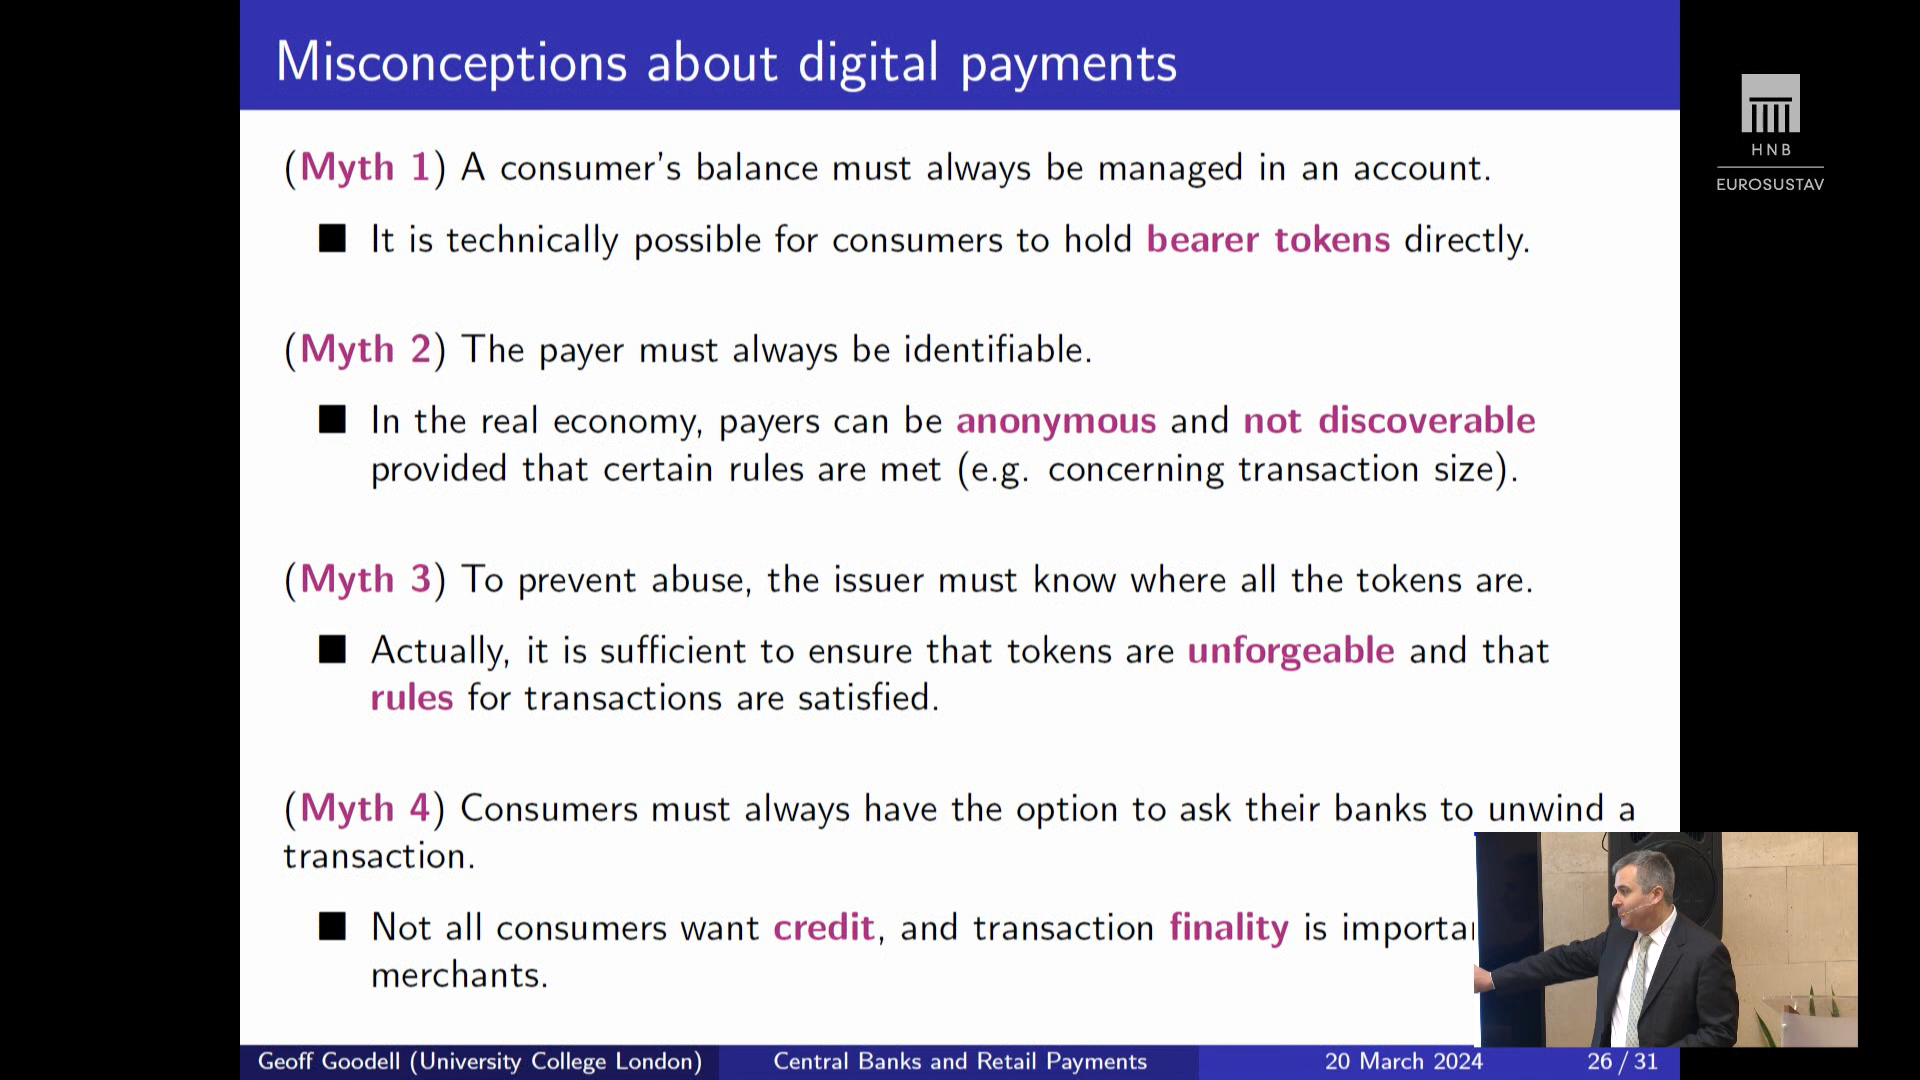 Misconceptions about digital payments
(Myth 1) A consumer's balance must always be managed in an account.
■ It is technically possible for consumers to hold bearer tokens directly.
(Myth 2) The payer must always be identifiable.
■ In the real economy, payers can be anonymous and not discoverable
provided that certain rules are met (e.g. concerning transaction size).
(Myth 3) To prevent abuse, the issuer must know where all the tokens are.
■ Actually, it is sufficient to ensure that tokens are unforgeable and that
rules for transactions are satisfied.
(Myth 4) Consumers must always have the option to ask their banks to unwind a
transaction.
■ Not all consumers want credit, and transaction finality is
merchants.
Geoff Goodell (University College London) Central Banks and Retail Payments 20 March 2024 26 / 31
HNB
EUROSUSTAV